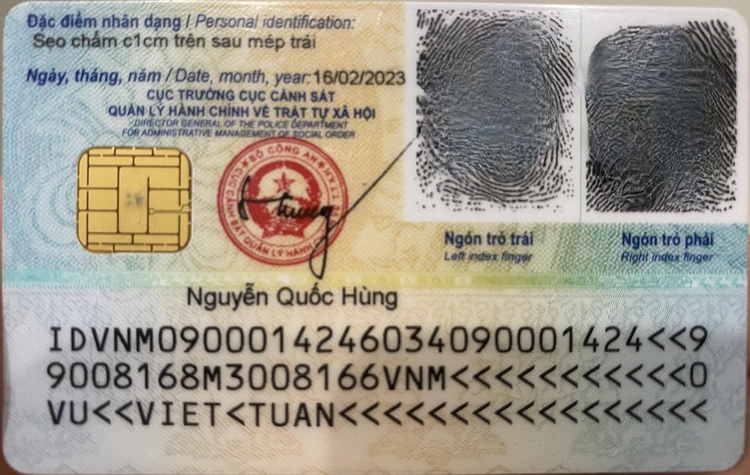 Đặc điểm nhân dạng / Personal identification:
Sẹo chấm c1cm trên sau mép trái
Ngày, tháng, năm / Date, month, year: 16/02/2023
CỤC TRƯỞNG CỤC CẢNH SÁT
QUẢN LÝ HÀNH CHÍNH VỀ TRẬT TỰ XÃ HỘI
DIRECTOR GENERAL OF THE POLICE DEPARTMENT
FOR ADMINISTRATIVE MANAGEMENT OF SOCIAL ORDER
BỘ CÔNG AN
CỤC CẢNH SÁT QUẢN LÝ HÀNH
Ngón trỏ trái
Left index finger
Ngón trỏ phải
Right index finger
Nguyễn Quốc Hùng
IDVNM0900014246034090001424<<9
9008168M3008166VNM<<<<<<<<<<<0
VU<<VIET<TUAN<<<<<<<<<<<<<<<<<